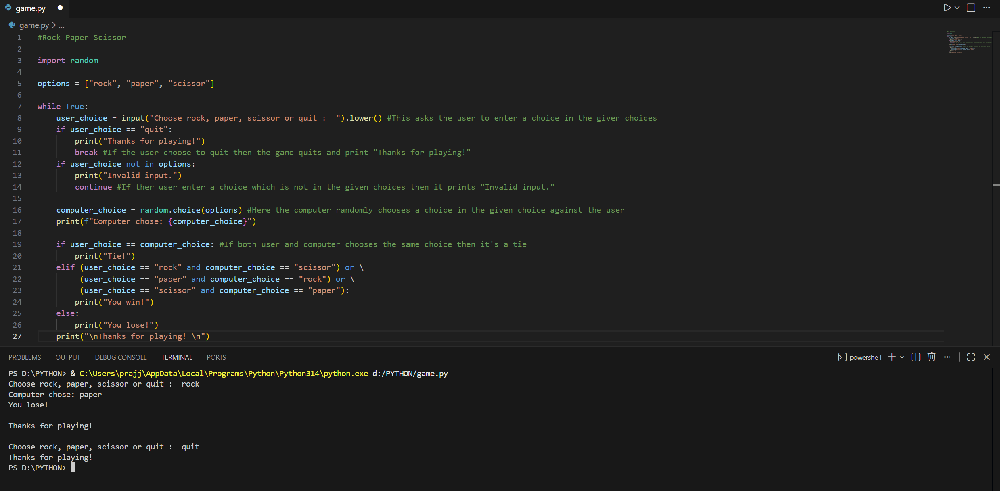 game.py
game.py > ...
1 #Rock Paper Scissor
2
3 import random
4
5 options = ["rock", "paper", "scissor"]
6
7 while True:
8     user_choice = input("Choose rock, paper, scissor or quit :  ").lower() #This asks the user to enter a choice in the given choices
9     if user_choice == "quit":
10         print("Thanks for playing!")
11         break #If the user choose to quit then the game quits and print "Thanks for playing!"
12     if user_choice not in options:
13         print("Invalid input.")
14         continue #If ther user enter a choice which is not in the given choices then it prints "Invalid input."
15
16     computer_choice = random.choice(options) #Here the computer randomly chooses a choice in the given choice against the user
17     print(f"Computer chose: {computer_choice}")
18
19     if user_choice == computer_choice: #If both user and computer chooses the same choice then it's a tie
20         print("Tie!")
21     elif (user_choice == "rock" and computer_choice == "scissor") or \
22          (user_choice == "paper" and computer_choice == "rock") or \
23          (user_choice == "scissor" and computer_choice == "paper"):
24         print("You win!")
25     else:
26         print("You lose!")
27     print("\nThanks for playing! \n")
PROBLEMS OUTPUT DEBUG CONSOLE TERMINAL PORTS powershell
PS D:\PYTHON> & C:\Users\prajj\AppData\Local\Programs\Python\Python314\python.exe d:/PYTHON/game.py
Choose rock, paper, scissor or quit :  rock
Computer chose: paper
You lose!

Thanks for playing!

Choose rock, paper, scissor or quit :  quit
Thanks for playing!
PS D:\PYTHON>